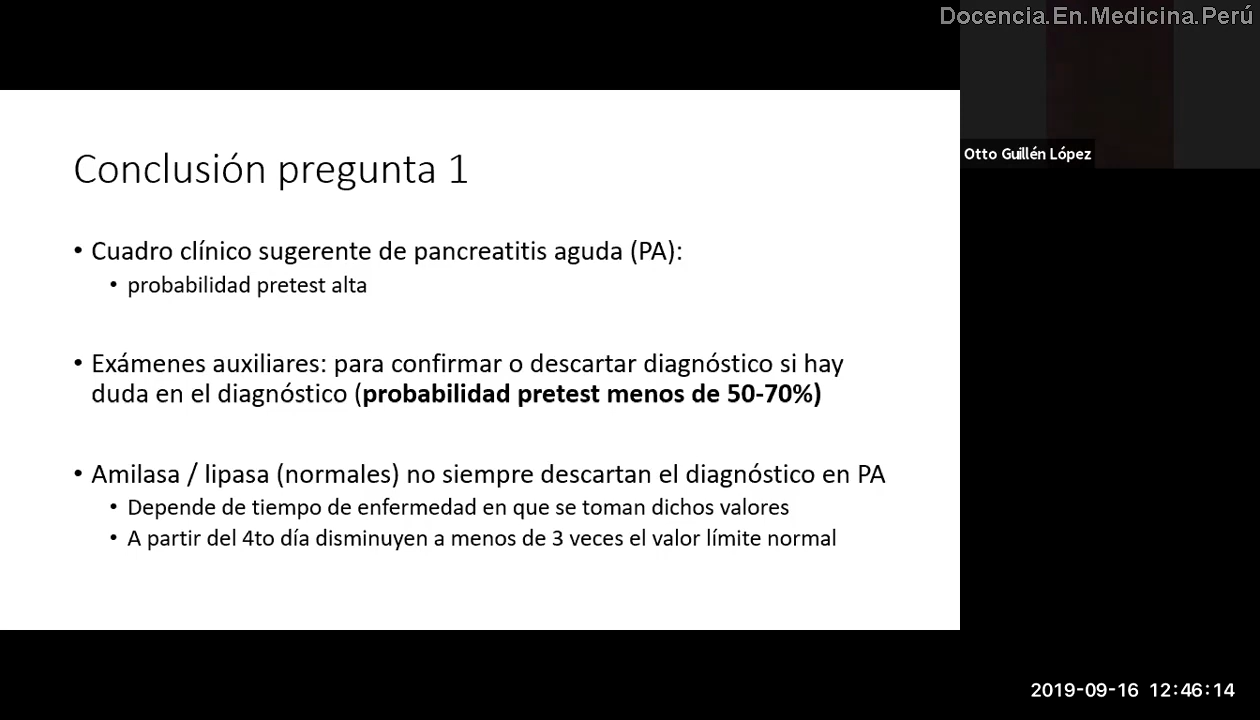 Docencia.En.Medicina.Perú
Otto Guillén López
Conclusión pregunta 1
• Cuadro clínico sugerente de pancreatitis aguda (PA):
• probabilidad pretest alta
• Exámenes auxiliares: para confirmar o descartar diagnóstico si hay
duda en el diagnóstico (probabilidad pretest menos de 50-70%)
• Amilasa / lipasa (normales) no siempre descartan el diagnóstico en PA
• Depende de tiempo de enfermedad en que se toman dichos valores
• A partir del 4to día disminuyen a menos de 3 veces el valor límite normal
2019-09-16 12:46:14